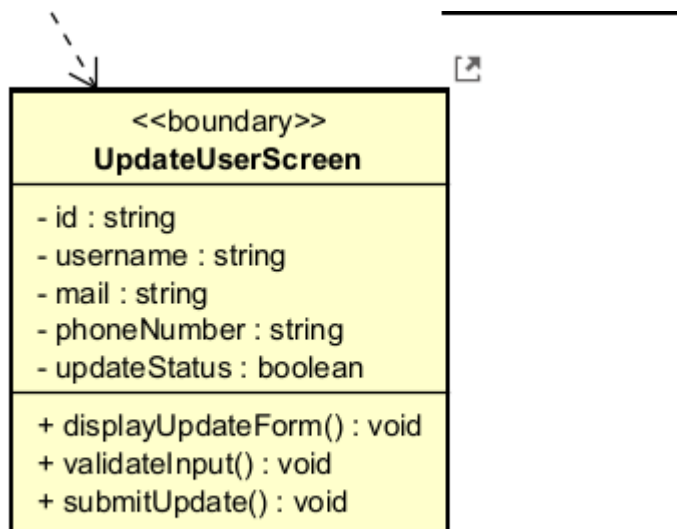 <<boundary>>
UpdateUserScreen
- id : string
- username : string
- mail : string
- phoneNumber : string
- updateStatus : boolean
+ displayUpdateForm() : void
+ validateInput() : void
+ submitUpdate() : void